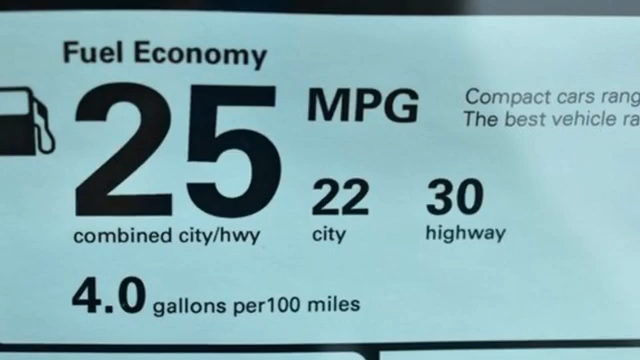 Fuel Economy
25 MPG
Compact cars rang
The best vehicle ra
22 30
combined city/hwy city highway
4.0 gallons per100 miles